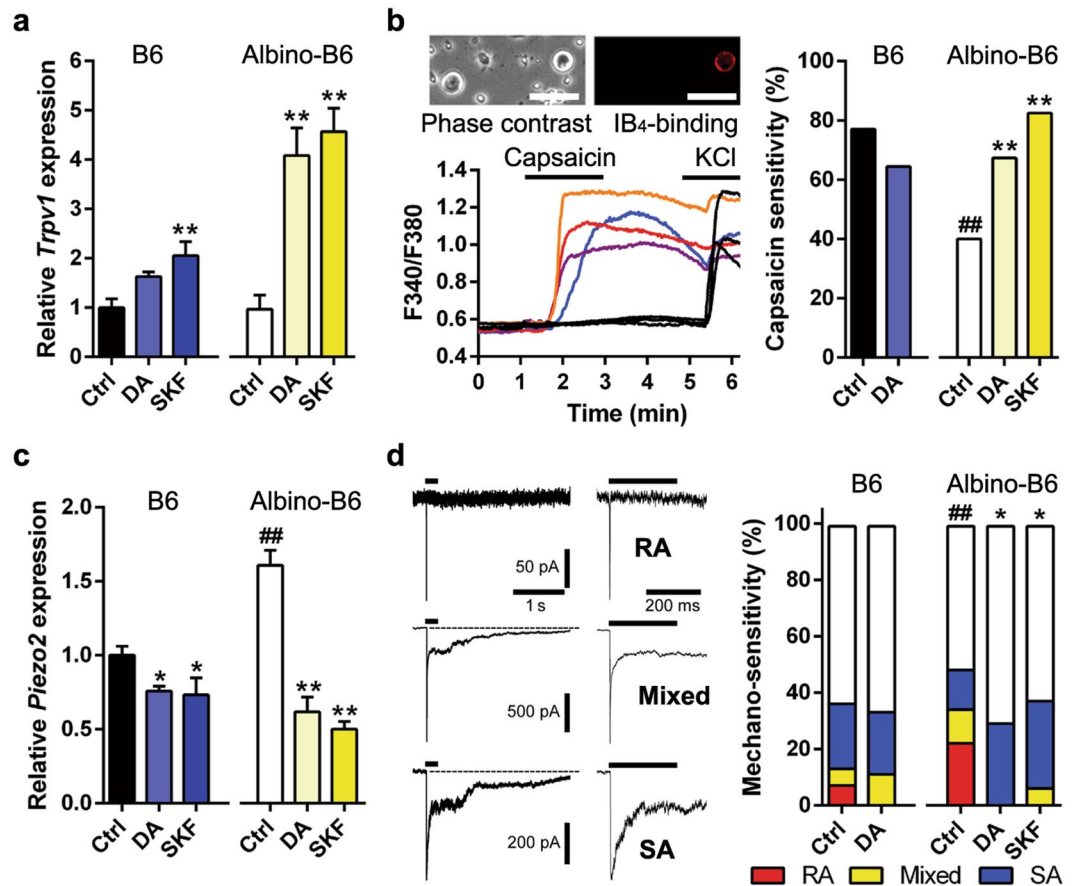 a
B6 Albino-B6
Relative Trpv1 expression
6
5
4
3
2
1
0
**
** **
Ctrl DA SKF Ctrl DA SKF
b
Phase contrast IB4-binding
Capsaicin KCl
F340/F380
1.4
1.2
1.0
0.8
0.6
0.4
0 1 2 3 4 5 6
Time (min)
B6 Albino-B6
Capsaicin sensitivity (%)
100
80
60
40
20
0
## ** **
Ctrl DA Ctrl DA SKF
c
B6 Albino-B6
Relative Piezo2 expression
2.0
1.5
1.0
0.5
0.0
* *
## ** **
Ctrl DA SKF Ctrl DA SKF
d
RA
50 pA
1 s 200 ms
Mixed
500 pA
SA
200 pA
B6 Albino-B6
Mechano-sensitivity (%)
100
80
60
40
20
0
## * *
Ctrl DA Ctrl DA SKF
RA Mixed SA